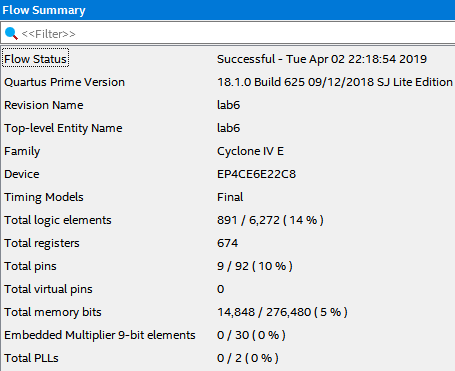 Flow Summary
<<Filter>>
Flow Status Successful - Tue Apr 02 22:18:54 2019
Quartus Prime Version 18.1.0 Build 625 09/12/2018 SJ Lite Edition
Revision Name lab6
Top-level Entity Name lab6
Family Cyclone IV E
Device EP4CE6E22C8
Timing Models Final
Total logic elements 891 / 6,272 ( 14 % )
Total registers 674
Total pins 9 / 92 ( 10 % )
Total virtual pins 0
Total memory bits 14,848 / 276,480 ( 5 % )
Embedded Multiplier 9-bit elements 0 / 30 ( 0 % )
Total PLLs 0 / 2 ( 0 % )